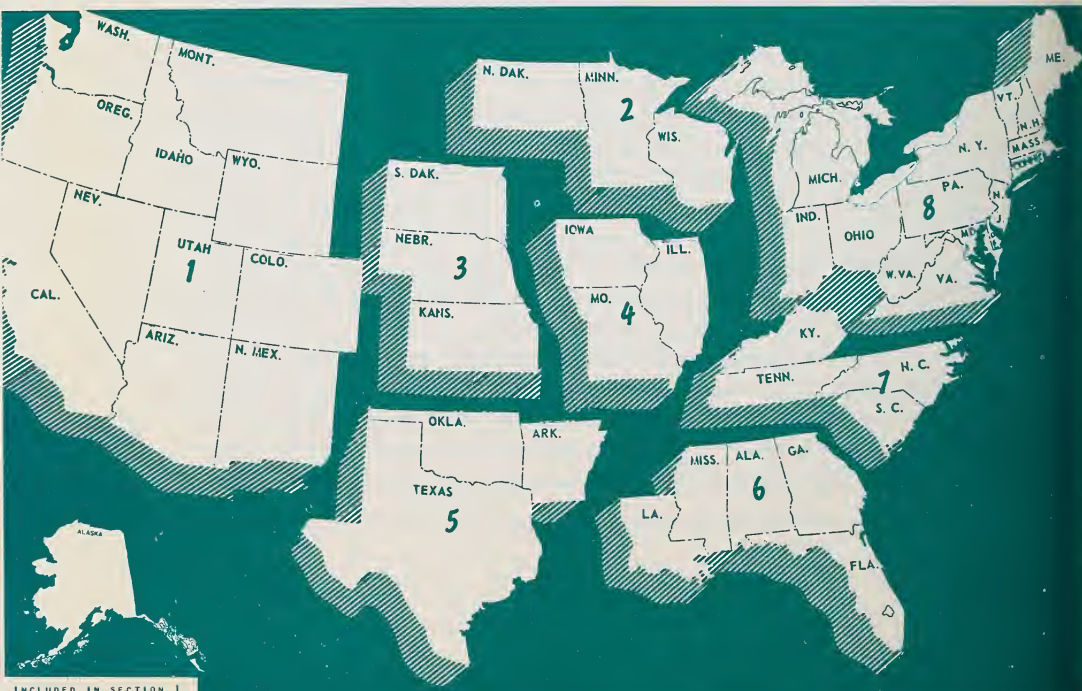 WASH.
MONT.
OREG.
IDAHO
WYO.
NEV.
UTAH
1
COLO.
CAL.
ARIZ.
N. MEX.
ALASKA
INCLUDED IN SECTION 1
N. DAK.
MINN.
2
WIS.
S. DAK.
NEBR.
3
KANS.
IOWA
ILL.
MO.
4
OKLA.
ARK.
TEXAS
5
MISS.
ALA.
GA.
6
LA.
FLA.
KY.
TENN.
7
N. C.
S. C.
ME.
VT.
N.H.
MASS.
CONN.
N. Y.
MICH.
PA.
N.
J.
8
IND.
OHIO
MD.
W. VA.
VA.